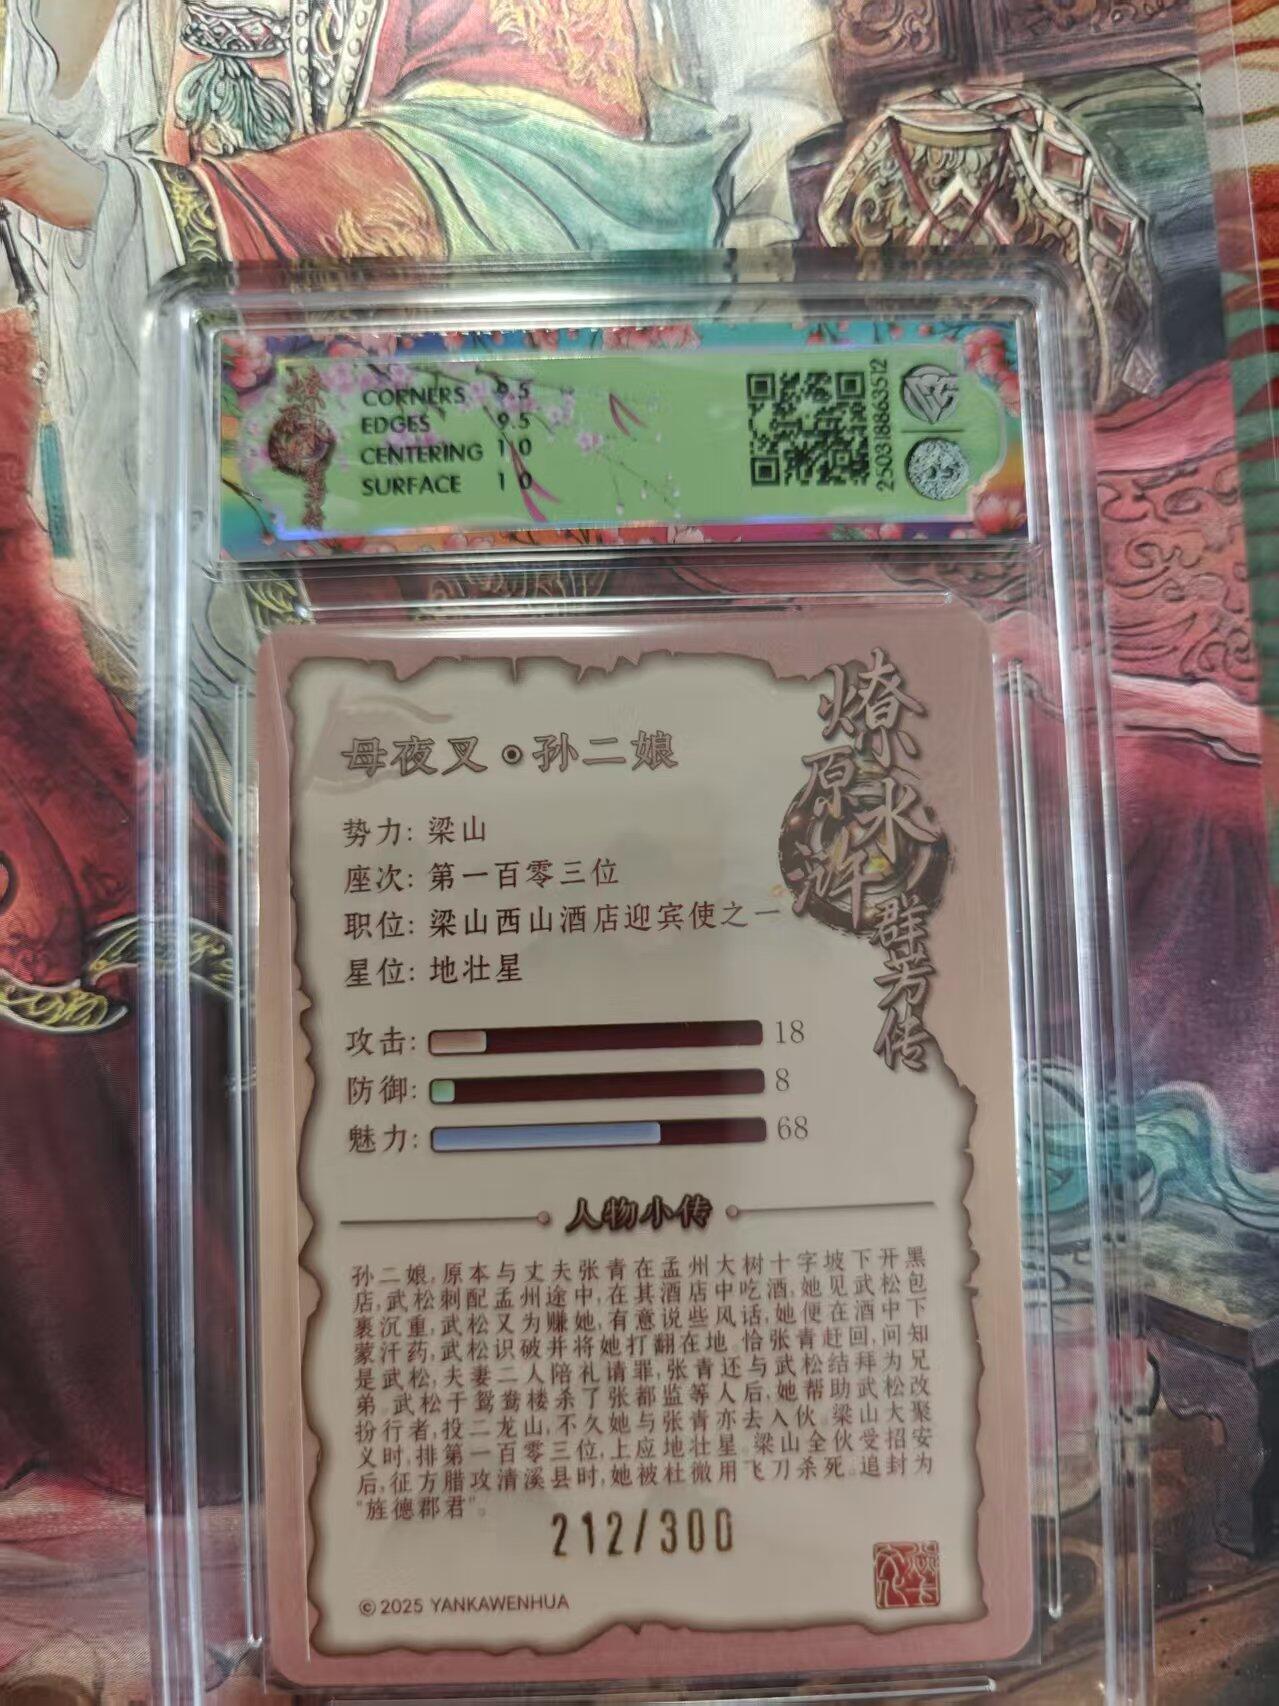 CORNERS 9.5
EDGES 9.5
CENTERING 10
SURFACE 10
2503188863512
燎原水浒
群芳传
母夜叉·孙二娘
势力: 梁山
座次: 第一百零三位
职位: 梁山西山酒店迎宾使之一
星位: 地壮星
攻击: 18
防御: 8
魅力: 68
人物小传
孙二娘,原本与丈夫张青在孟州大树十字坡下开黑
店,武松刺配孟州途中,在其酒店中吃酒,她见武松包
裹沉重,武松又为赚她,有意说些风话,她便在酒中下
蒙汗药,武松识破并将她打翻在地.恰张青赶回,问知
是武松,夫妻二人陪礼请罪,张青还与武松结拜为兄
弟.武松于鸳鸯楼杀了张都监等人后,她帮助武松改
扮行者,投二龙山,不久她与张青亦去入伙.梁山大聚
义时,排第一百零三位,上应地壮星.梁山全伙受招安
后,征方腊攻清溪县时,她被杜微用飞刀杀死.追封为
"旌德郡君"。
212/300
©2025 YANKAWENHUA